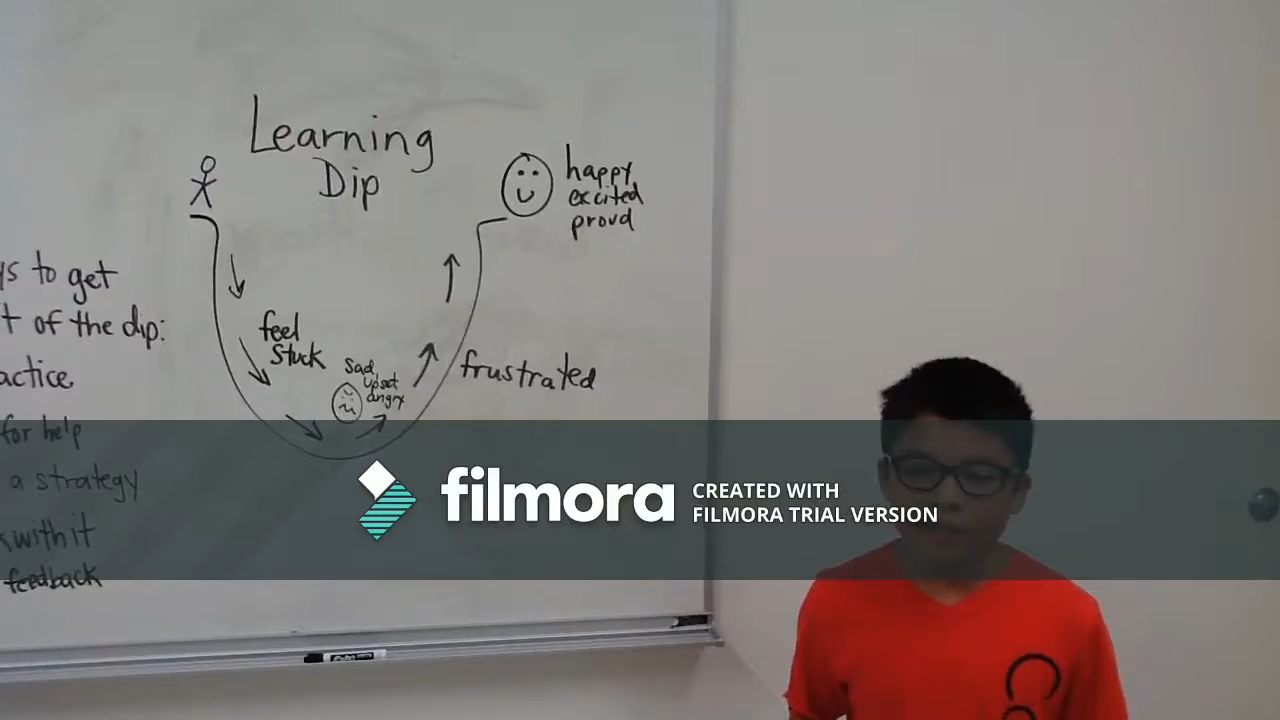 Learning
Dip
happy
excited
proud
ys to get
t of the dip:
actice
for help
a strategy
with it
feedback
feel
stuck
sad
upset
angry
frustrated
filmora
CREATED WITH
FILMORA TRIAL VERSION